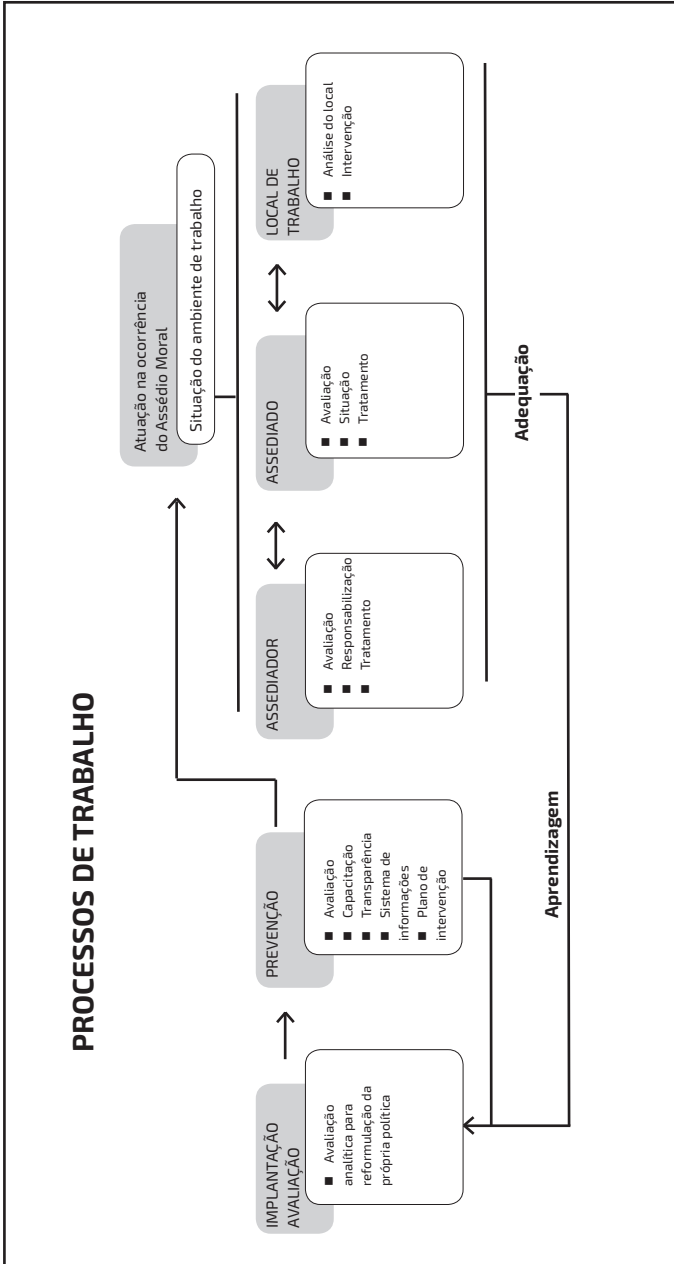 PROCESSOS DE TRABALHO
Atuação na ocorrência
do Assédio Moral
Situação do ambiente de trabalho
IMPLANTAÇÃO
AVALIAÇÃO
■ Avaliação
analítica para
reformulação da
própria política
PREVENÇÃO
■ Avaliação
■ Capacitação
■ Transparência
■ Sistema de
informações
■ Plano de
intervenção
ASSEDIADOR
■ Avaliação
■ Responsabilização
■ Tratamento
ASSEDIADO
■ Avaliação
■ Situação
■ Tratamento
LOCAL DE
TRABALHO
■ Análise do local
■ Intervenção
Adequação
Aprendizagem